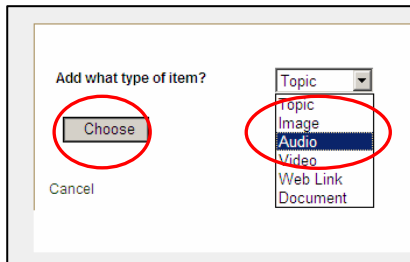 Add what type of item?
Topic
Topic
Image
Choose
Audio
Video
Web Link
Cancel
Document